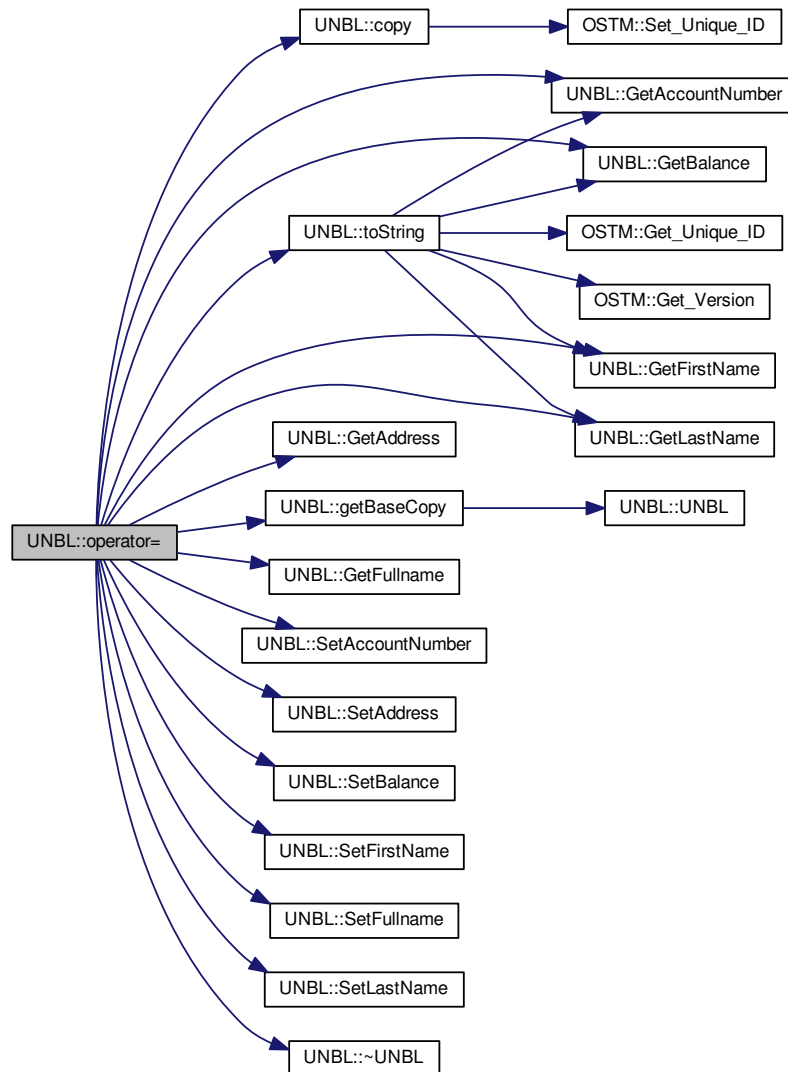 UNBL::copy
OSTM::Set_Unique_ID
UNBL::GetAccountNumber
UNBL::GetBalance
UNBL::toString
OSTM::Get_Unique_ID
OSTM::Get_Version
UNBL::GetFirstName
UNBL::GetAddress
UNBL::GetLastName
UNBL::getBaseCopy
UNBL::UNBL
UNBL::operator=
UNBL::GetFullname
UNBL::SetAccountNumber
UNBL::SetAddress
UNBL::SetBalance
UNBL::SetFirstName
UNBL::SetFullname
UNBL::SetLastName
UNBL::~UNBL